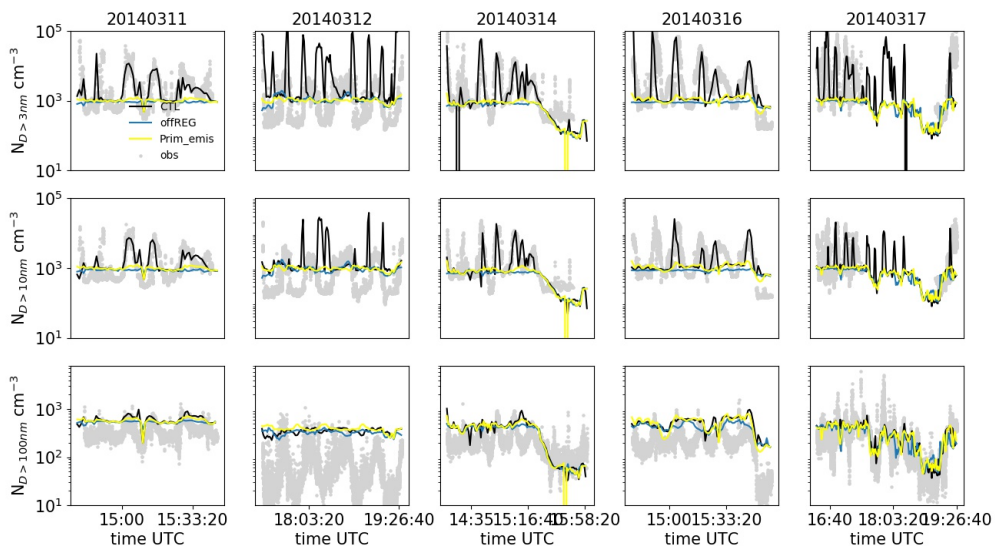 20140311 20140312 20140314 20140316 20140317
10^5
N_{D > 3nm} cm^{-3}
10^3
CTL
offREG
Prim_emis
obs
10^1
10^5
N_{D > 10nm} cm^{-3}
10^3
10^1
N_{D > 100nm} cm^{-3}
10^3
10^2
10^1
15:00 15:33:20 18:03:20 19:26:40 14:35 15:16:40 15:58:20 15:00 15:33:20 16:40 18:03:20 19:26:40
time UTC time UTC time UTC time UTC time UTC